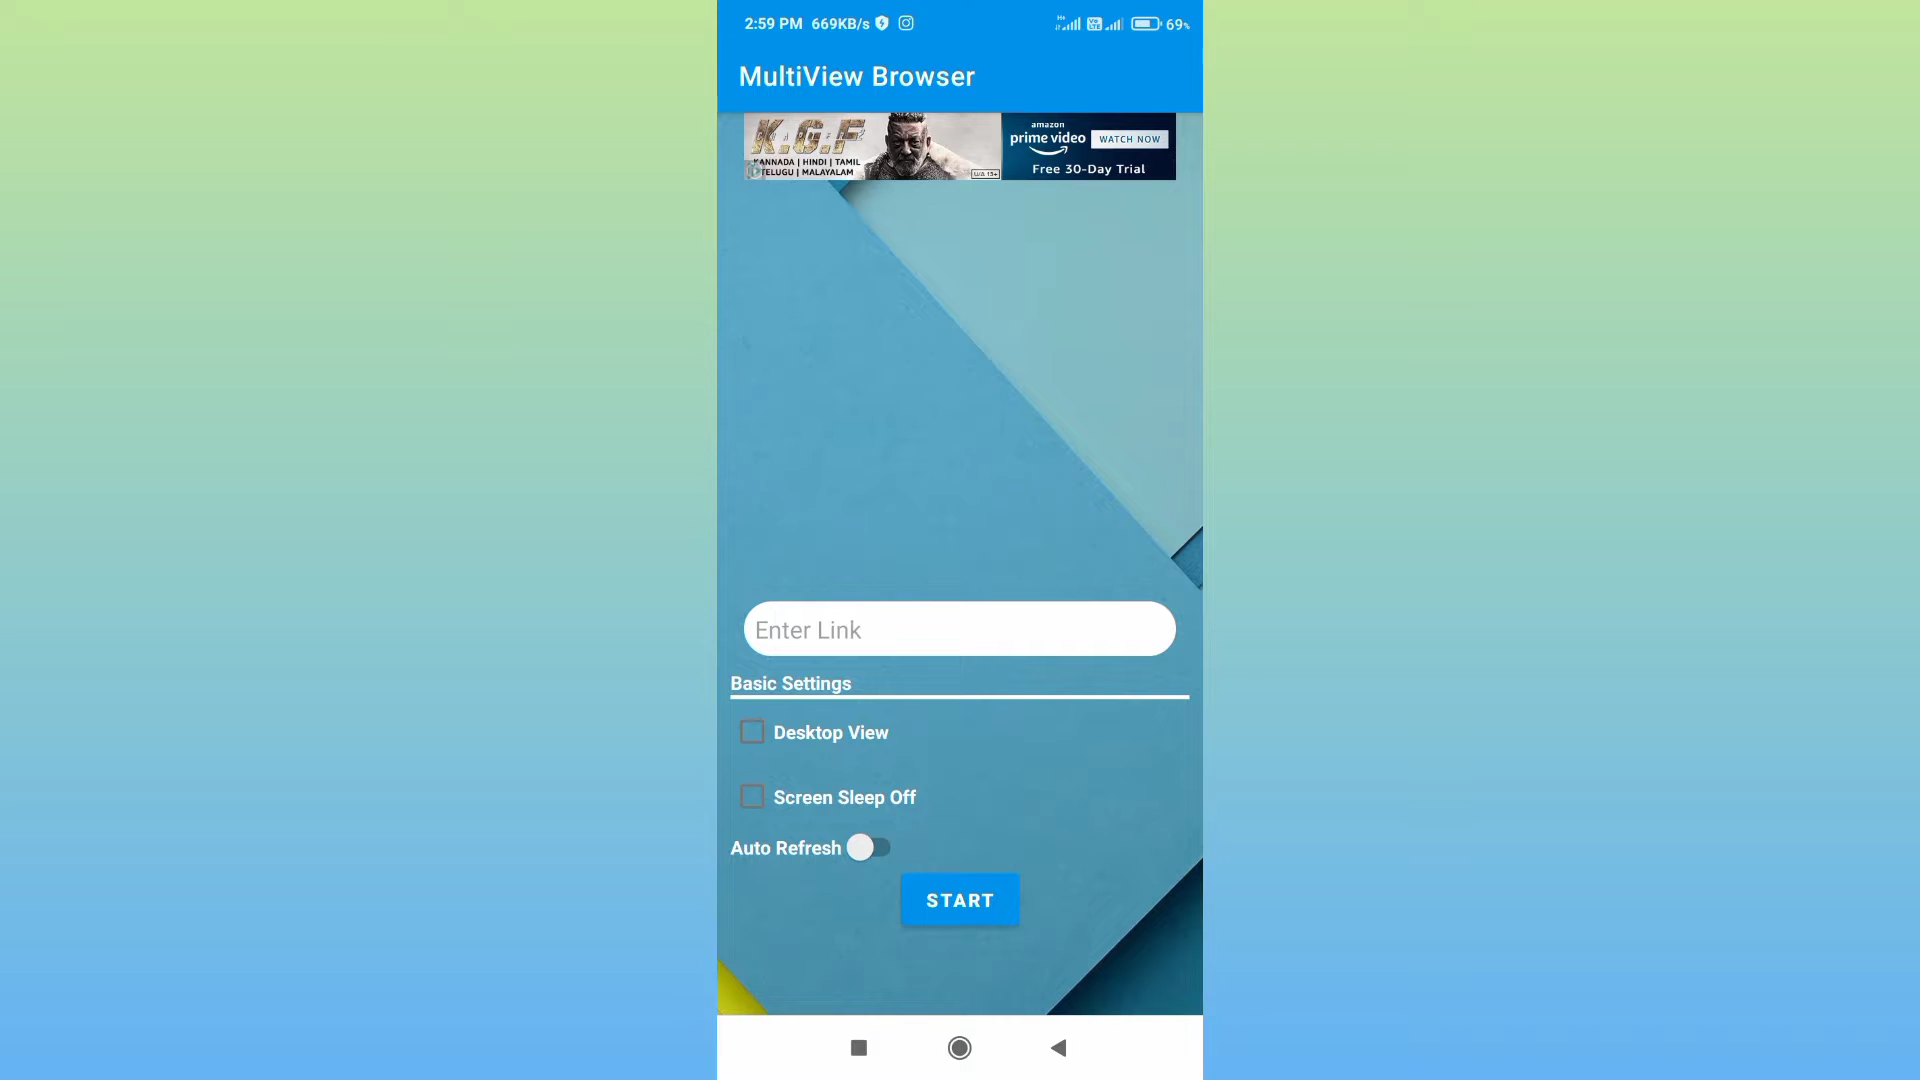 2:59 PM 669KB/s
69%
MultiView Browser
K.G.F
KANNADA | HINDI | TAMIL
TELUGU | MALAYALAM
U/A 13+
amazon
prime video
WATCH NOW
Free 30-Day Trial
Enter Link
Basic Settings
Desktop View
Screen Sleep Off
Auto Refresh
START